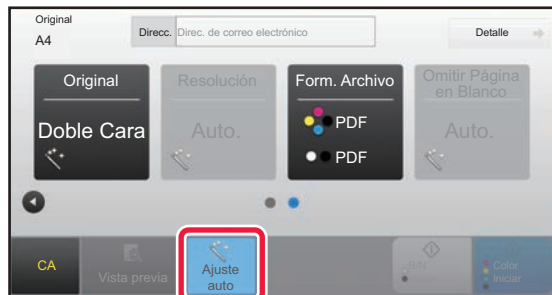 Original
A4
Direcc.
Direc. de correo electrónico
Detalle
Original
Doble Cara
Resolución
Auto.
Form. Archivo
PDF
PDF
Omitir Página
en Blanco
Auto.
CA
Vista previa
Ajuste
auto
B/N
Iniciar
Color
Iniciar